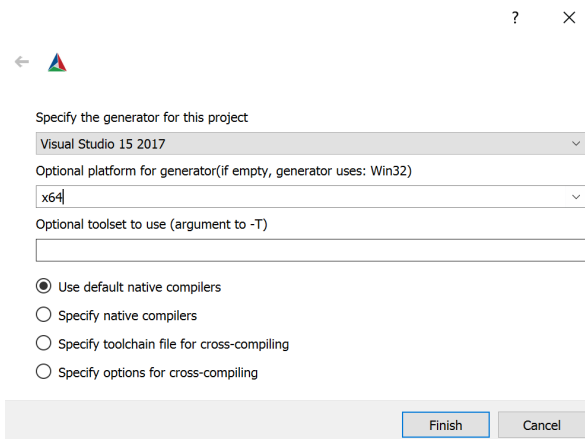 ?
Specify the generator for this project
Visual Studio 15 2017
Optional platform for generator(if empty, generator uses: Win32)
x64
Optional toolset to use (argument to -T)
Use default native compilers
Specify native compilers
Specify toolchain file for cross-compiling
Specify options for cross-compiling
Finish Cancel